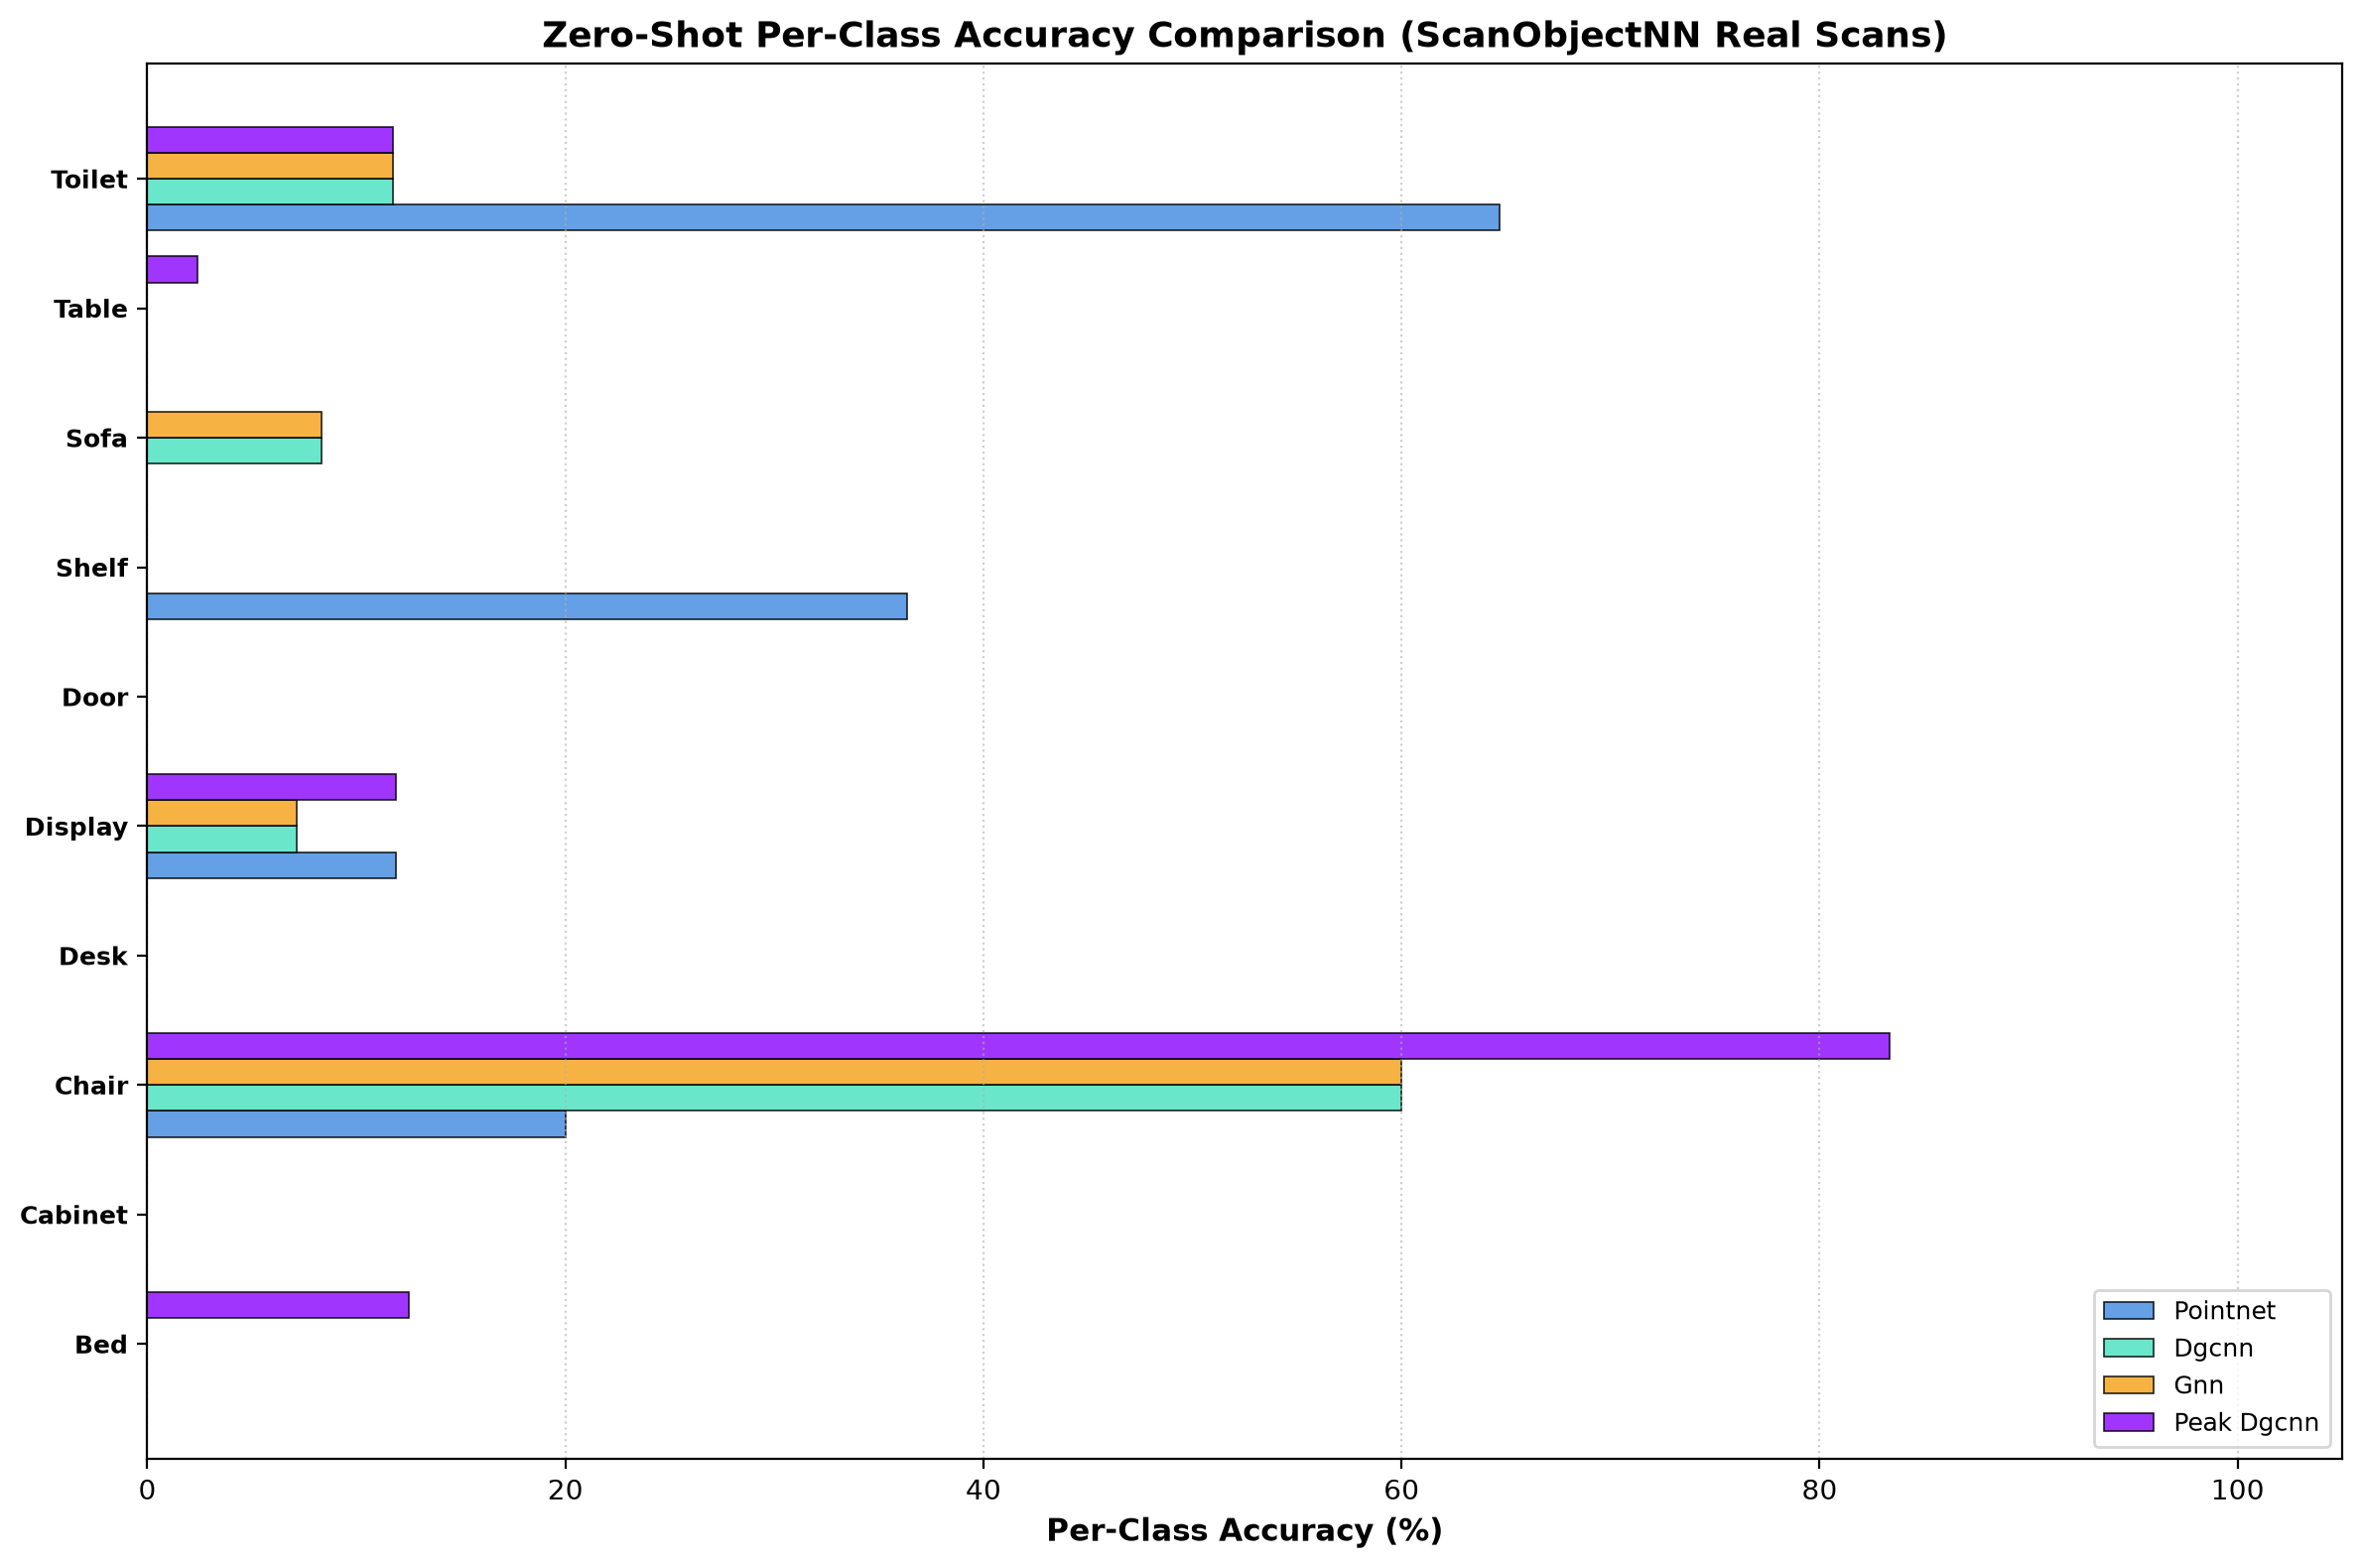 Zero-Shot Per-Class Accuracy Comparison (ScanObjectNN Real Scans)
Toilet
Table
Sofa
Shelf
Door
Display
Desk
Chair
Cabinet
Bed
Pointnet
Dgcnn
Gnn
Peak Dgcnn
0 20 40 60 80 100
Per-Class Accuracy (%)